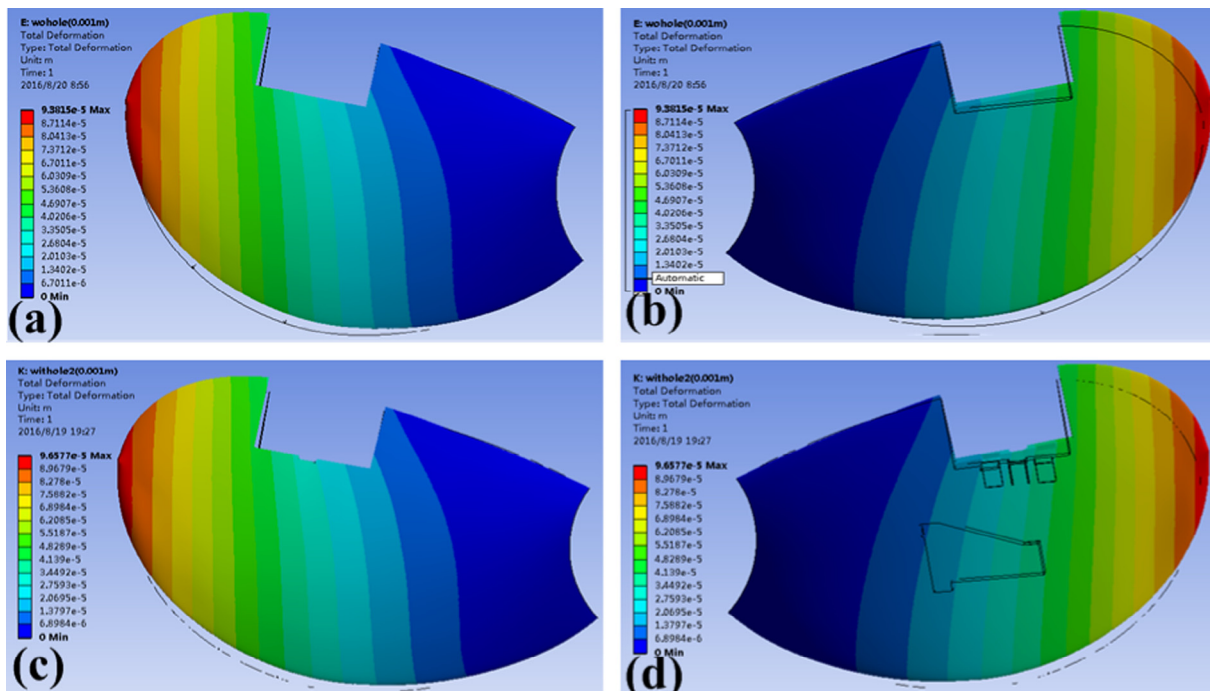 E: wohole(0.001m)
Total Deformation
Type: Total Deformation
Unit: m
Time: 1
2016/8/20 8:56
9.3815e-5 Max
8.7114e-5
8.0413e-5
7.3712e-5
6.7011e-5
6.0309e-5
5.3608e-5
4.6907e-5
4.0206e-5
3.3505e-5
2.6804e-5
2.0103e-5
1.3402e-5
6.7011e-6
0 Min
(a)
E: wohole(0.001m)
Total Deformation
Type: Total Deformation
Unit: m
Time: 1
2016/8/20 8:56
9.3815e-5 Max
8.7114e-5
8.0413e-5
7.3712e-5
6.7011e-5
6.0309e-5
5.3608e-5
4.6907e-5
4.0206e-5
3.3505e-5
2.6804e-5
2.0103e-5
1.3402e-5
Automatic
0 Min
(b)
K: withole2(0.001m)
Total Deformation
Type: Total Deformation
Unit: m
Time: 1
2016/8/19 19:27
9.6577e-5 Max
8.9679e-5
8.278e-5
7.5882e-5
6.8984e-5
6.2085e-5
5.5187e-5
4.8289e-5
4.139e-5
3.4492e-5
2.7593e-5
2.0695e-5
1.3797e-5
6.8984e-6
0 Min
(c)
K: withole2(0.001m)
Total Deformation
Type: Total Deformation
Unit: m
Time: 1
2016/8/19 19:27
9.6577e-5 Max
8.9679e-5
8.278e-5
7.5882e-5
6.8984e-5
6.2085e-5
5.5187e-5
4.8289e-5
4.139e-5
3.4492e-5
2.7593e-5
2.0695e-5
1.3797e-5
6.8984e-6
0 Min
(d)